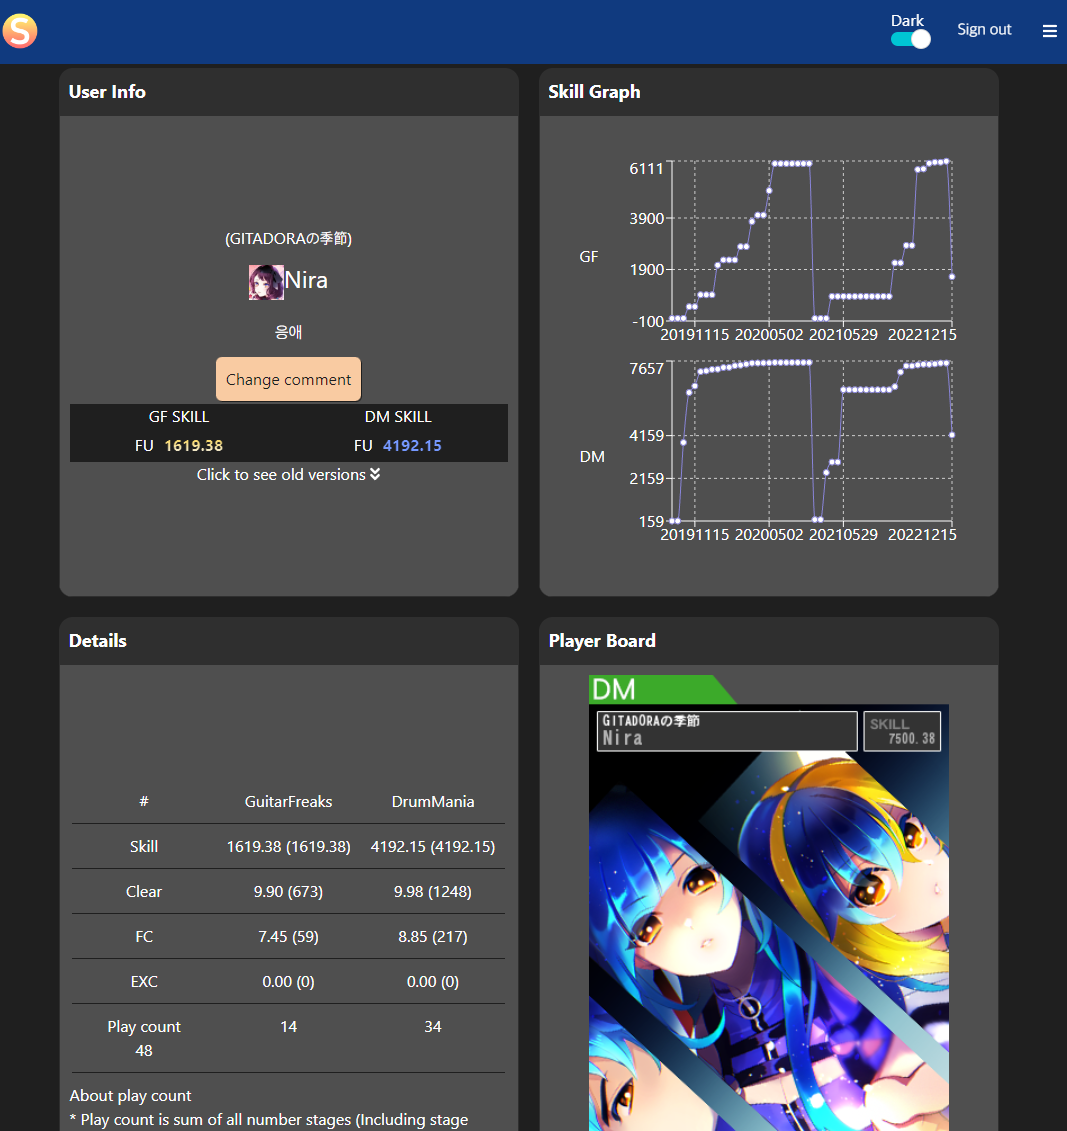 S
Dark
Sign out
User Info
(GITADORAの季節)
Nira
응애
Change comment
GF SKILL DM SKILL
FU 1619.38 FU 4192.15
Click to see old versions
Skill Graph
GF
6111
3900
1900
-100
20191115 20200502 20210529 20221215
DM
7657
4159
2159
159
20191115 20200502 20210529 20221215
Details
# GuitarFreaks DrumMania
Skill 1619.38 (1619.38) 4192.15 (4192.15)
Clear 9.90 (673) 9.98 (1248)
FC 7.45 (59) 8.85 (217)
EXC 0.00 (0) 0.00 (0)
Play count 14 34
48
About play count
* Play count is sum of all number stages (Including stage
Player Board
DM
GITADORAの季節
Nira
SKILL
7500.38